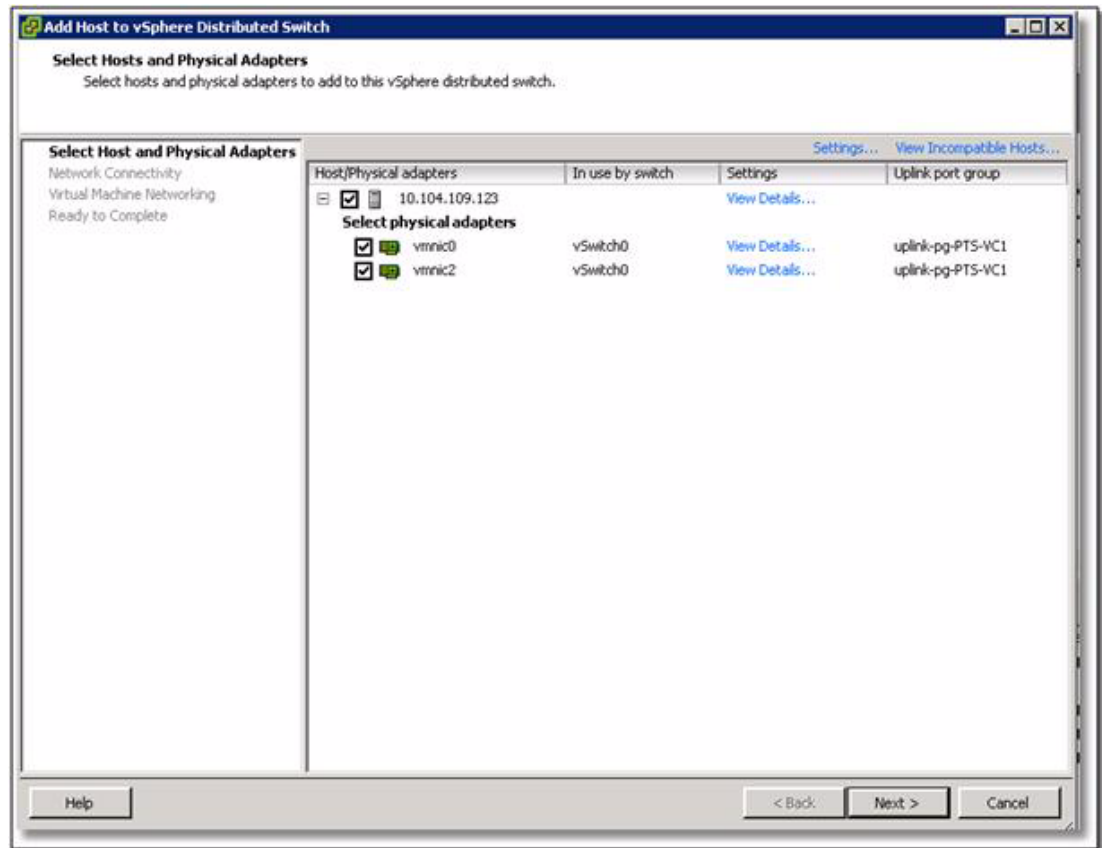 Add Host to vSphere Distributed Switch
Select Hosts and Physical Adapters
Select hosts and physical adapters to add to this vSphere distributed switch.
Select Host and Physical Adapters
Network Connectivity
Virtual Machine Networking
Ready to Complete
Settings... View Incompatible Hosts...
Host/Physical adapters In use by switch Settings Uplink port group
10.104.109.123 View Details...
Select physical adapters
vmnic0 vSwitch0 View Details... uplink-pg-PTS-VC1
vmnic2 vSwitch0 View Details... uplink-pg-PTS-VC1
Help < Back Next > Cancel